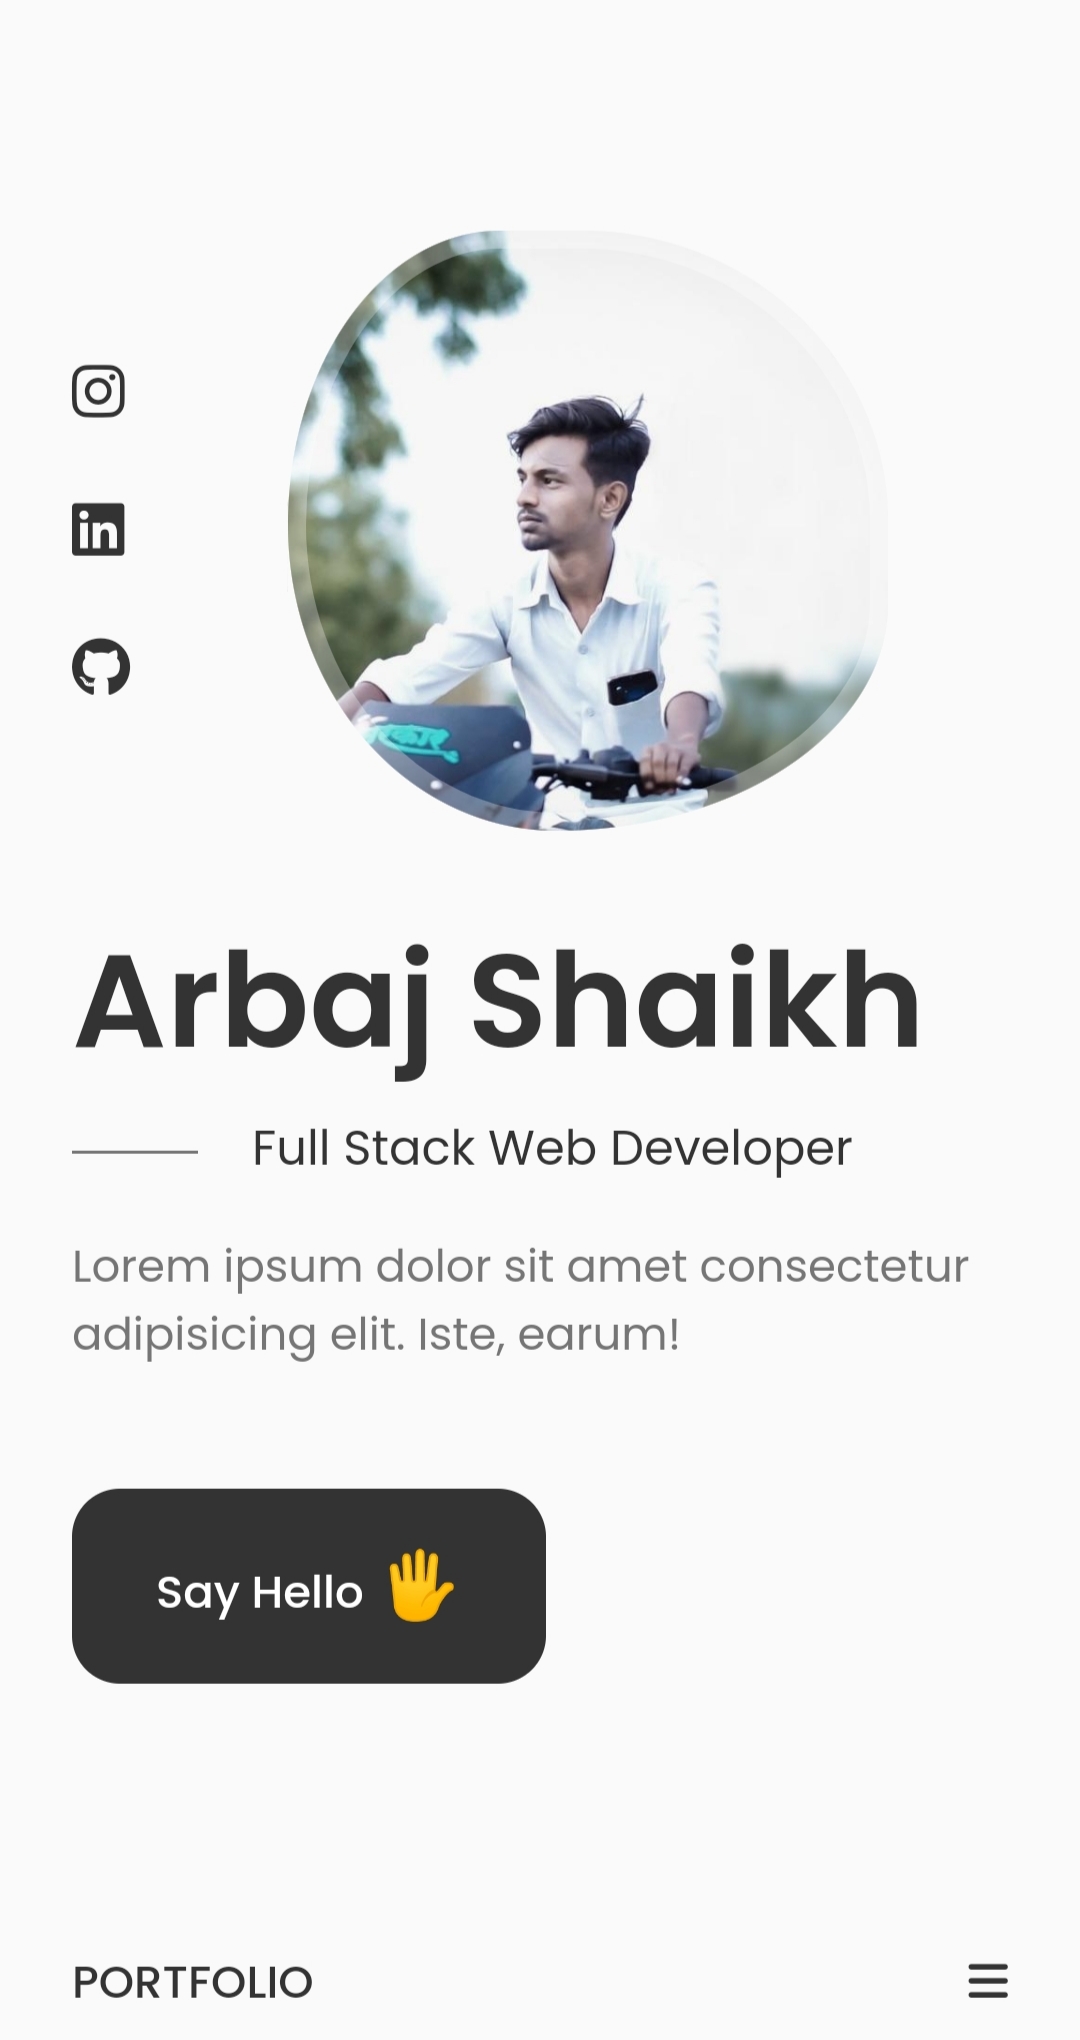 Arbaj Shaikh
Full Stack Web Developer
Lorem ipsum dolor sit amet consectetur
adipisicing elit. Iste, earum!
Say Hello 🖐
PORTFOLIO